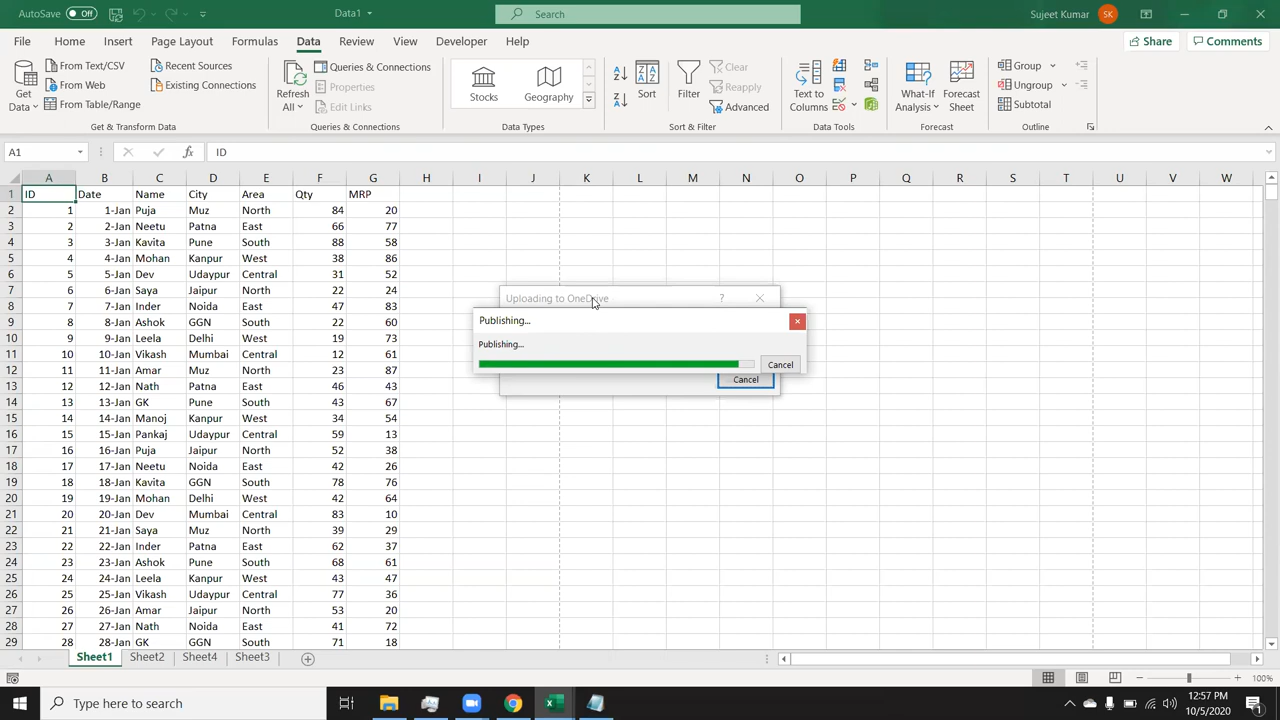 AutoSave Off Data1 Search Sujeet Kumar SK
File Home Insert Page Layout Formulas Data Review View Developer Help Share Comments
Get Data From Text/CSV From Web From Table/Range Recent Sources Existing Connections
Refresh All Queries & Connections Properties Edit Links
Stocks Geography
Sort Filter Clear Reapply Advanced
Text to Columns
What-If Analysis Forecast Sheet
Group Ungroup Subtotal
Get & Transform Data Queries & Connections Data Types Sort & Filter Data Tools Forecast Outline
A1 fx ID
A B C D E F G H I J K L M N O P Q R S T U V W
1 ID Date Name City Area Qty MRP
2 1 1-Jan Puja Muz North 84 20
3 2 2-Jan Neetu Patna East 66 77
4 3 3-Jan Kavita Pune South 88 58
5 4 4-Jan Mohan Kanpur West 38 86
6 5 5-Jan Dev Udaypur Central 31 52
7 6 6-Jan Saya Jaipur North 22 24
8 7 7-Jan Inder Noida East 47 83
9 8 8-Jan Ashok GGN South 22 60
10 9 9-Jan Leela Delhi West 19 73
11 10 10-Jan Vikash Mumbai Central 12 61
12 11 11-Jan Amar Muz North 23 87
13 12 12-Jan Nath Patna East 46 43
14 13 13-Jan GK Pune South 43 67
15 14 14-Jan Manoj Kanpur West 34 54
16 15 15-Jan Pankaj Udaypur Central 59 13
17 16 16-Jan Puja Jaipur North 52 38
18 17 17-Jan Neetu Noida East 42 26
19 18 18-Jan Kavita GGN South 78 76
20 19 19-Jan Mohan Delhi West 42 64
21 20 20-Jan Dev Mumbai Central 83 10
22 21 21-Jan Saya Muz North 39 29
23 22 22-Jan Inder Patna East 62 37
24 23 23-Jan Ashok Pune South 68 61
25 24 24-Jan Leela Kanpur West 43 47
26 25 25-Jan Vikash Udaypur Central 77 36
27 26 26-Jan Amar Jaipur North 53 20
28 27 27-Jan Nath Noida East 41 72
29 28 28-Jan GK GGN South 71 18
Uploading to OneDrive ?
Publishing...
Publishing...
Cancel
Cancel
Sheet1 Sheet2 Sheet4 Sheet3
100%
Type here to search
12:57 PM
10/5/2020
1